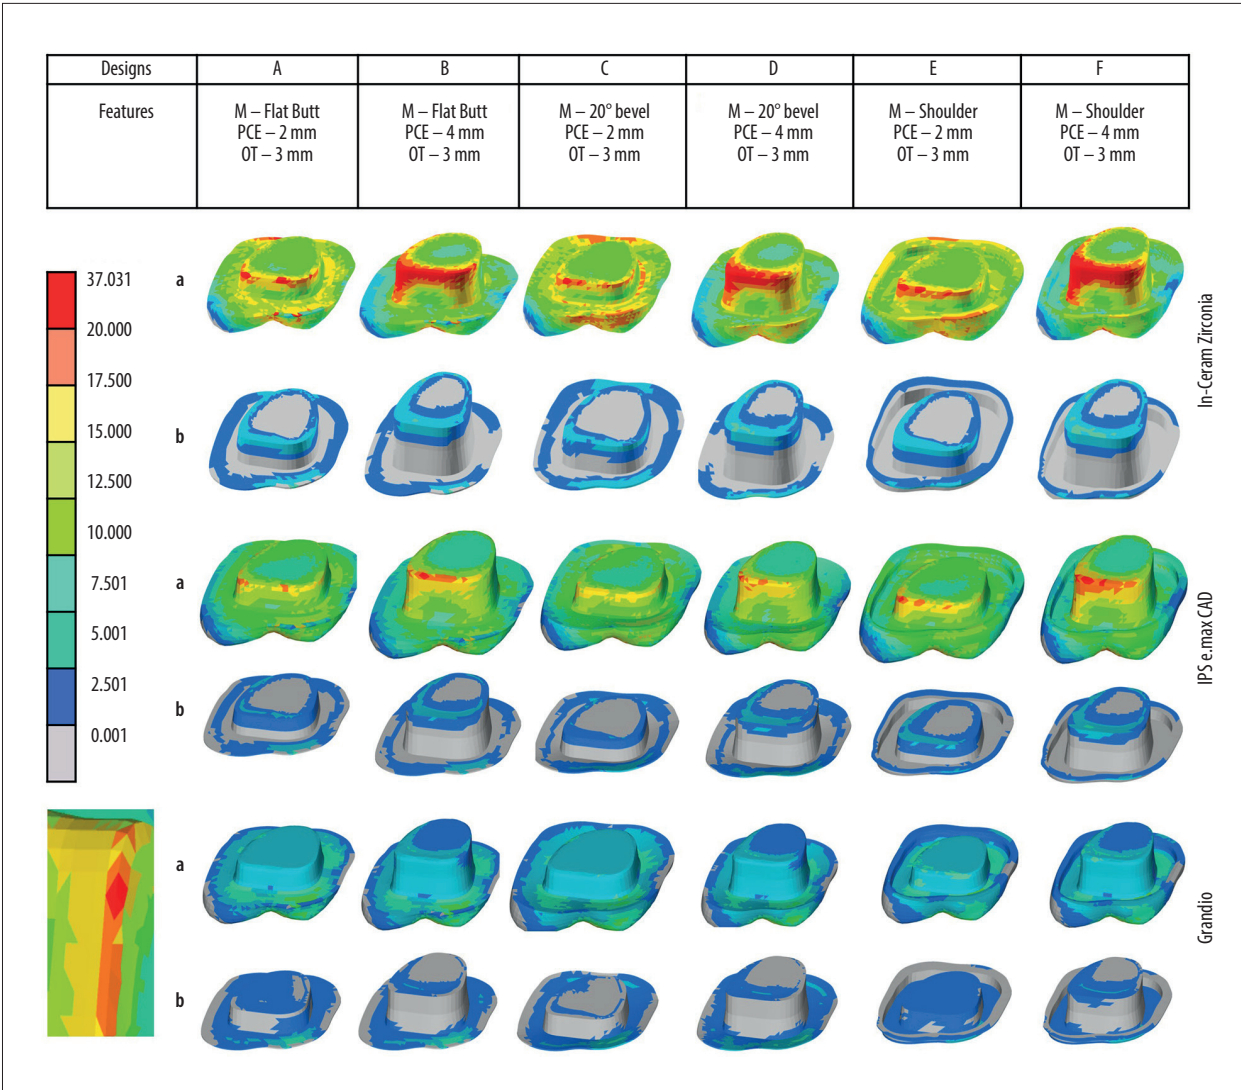 Designs A B C D E F
Features M – Flat Butt M – Flat Butt M – 20° bevel M – 20° bevel M – Shoulder M – Shoulder
PCE – 2 mm PCE – 4 mm PCE – 2 mm PCE – 4 mm PCE – 2 mm PCE – 4 mm
OT – 3 mm OT – 3 mm OT – 3 mm OT – 3 mm OT – 3 mm OT – 3 mm
37.031
20.000
17.500
15.000
12.500
10.000
7.501
5.001
2.501
0.001
a
b
In-Ceram Zirconia
a
b
IPS e.max CAD
a
b
Grandio